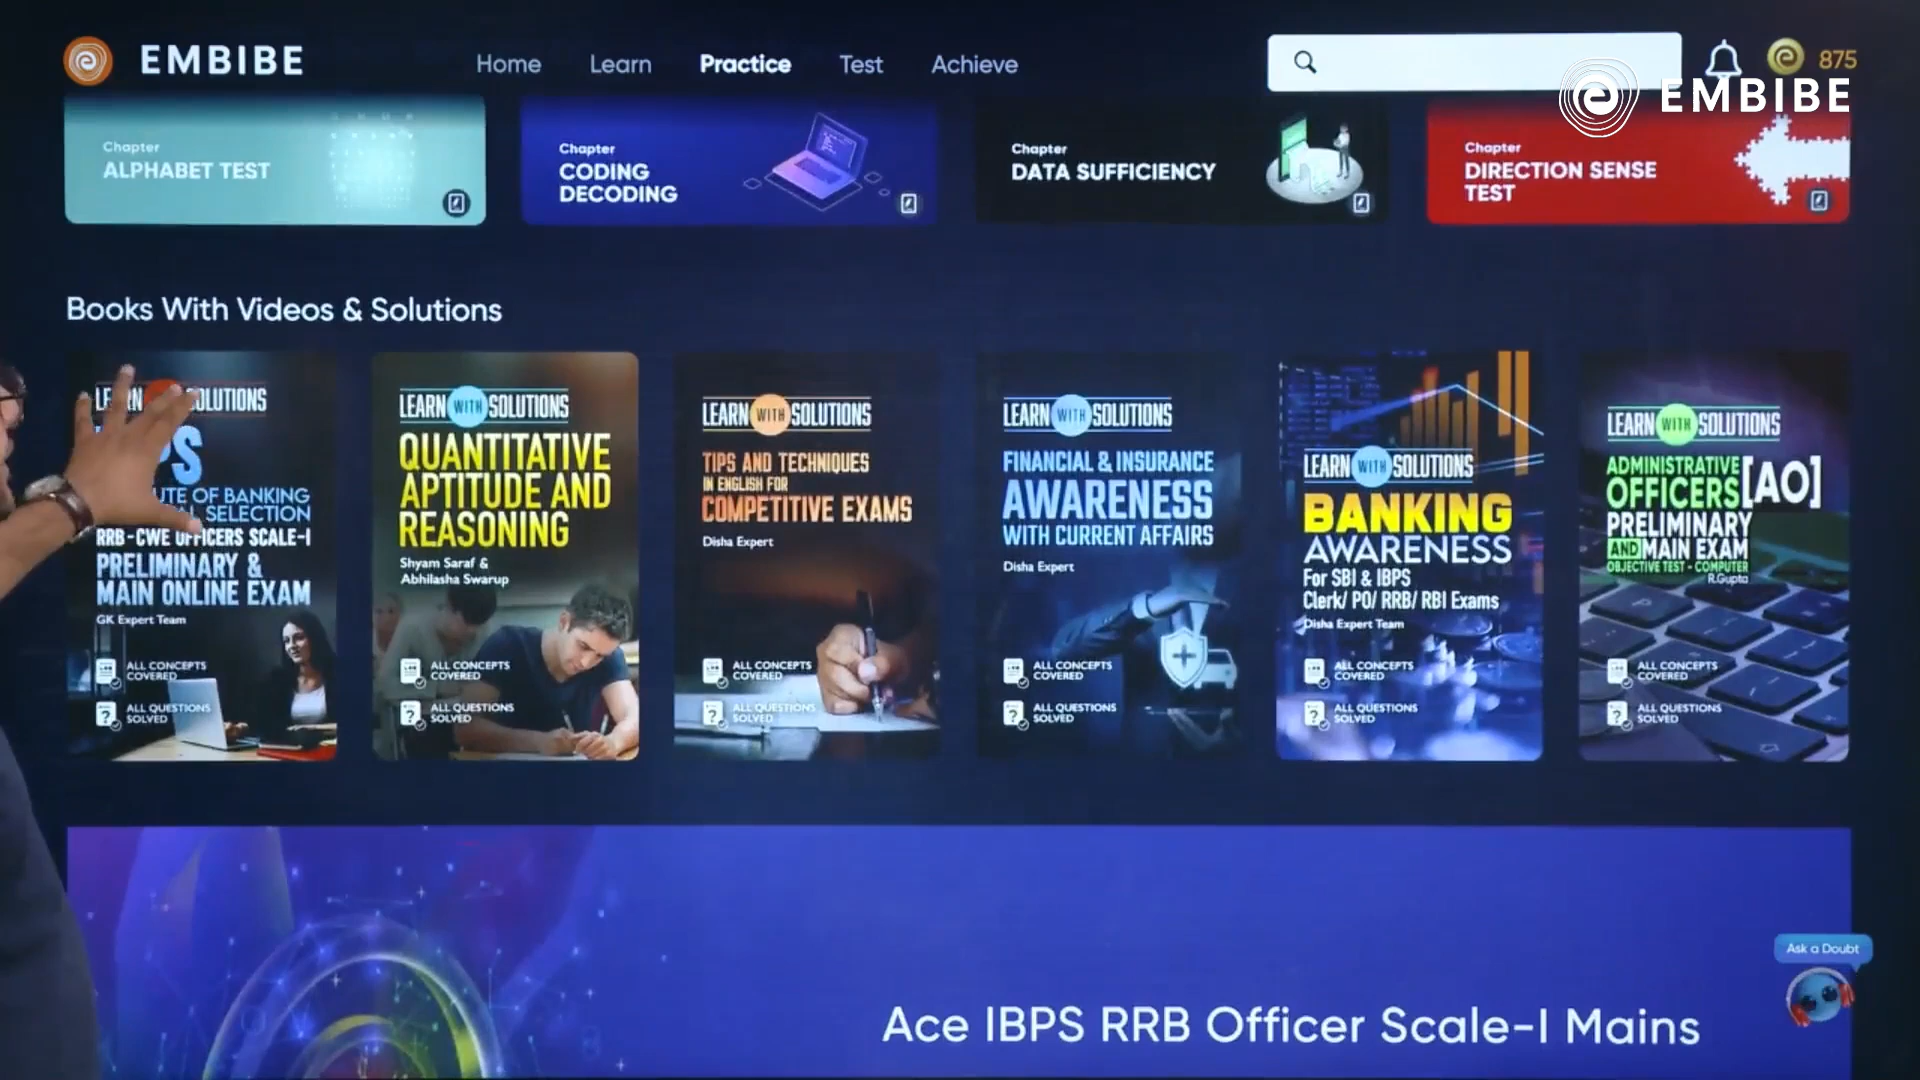 EMBIBE
Home Learn Practice Test Achieve
875
EMBIBE
Chapter
ALPHABET TEST
Chapter
CODING
DECODING
Chapter
DATA SUFFICIENCY
Chapter
DIRECTION SENSE
TEST
Books With Videos & Solutions
OF BANKING
SELECTION
RRB-CWE OFFICERS SCALE-I
PRELIMINARY &
MAIN ONLINE EXAM
GK Expert Team
ALL CONCEPTS
COVERED
ALL QUESTIONS
SOLVED
LEARN WITH SOLUTIONS
QUANTITATIVE
APTITUDE AND
REASONING
Shyam Saraf &
Abhilasha Swarup
ALL CONCEPTS
COVERED
ALL QUESTIONS
SOLVED
LEARN WITH SOLUTIONS
TIPS AND TECHNIQUES
IN ENGLISH FOR
COMPETITIVE EXAMS
Disha Expert
ALL CONCEPTS
COVERED
ALL QUESTIONS
SOLVED
LEARN WITH SOLUTIONS
FINANCIAL & INSURANCE
AWARENESS
WITH CURRENT AFFAIRS
Disha Expert
ALL CONCEPTS
COVERED
ALL QUESTIONS
SOLVED
LEARN WITH SOLUTIONS
BANKING
AWARENESS
For SBI & IBPS
Clerk/ PO/ RRB/ RBI Exams
Disha Expert Team
ALL CONCEPTS
COVERED
ALL QUESTIONS
SOLVED
LEARN WITH SOLUTIONS
ADMINISTRATIVE
OFFICERS [AO]
PRELIMINARY
AND MAIN EXAM
OBJECTIVE TEST - COMPUTER
R.Gupta
ALL CONCEPTS
COVERED
ALL QUESTIONS
SOLVED
Ask a Doubt
Ace IBPS RRB Officer Scale-I Mains